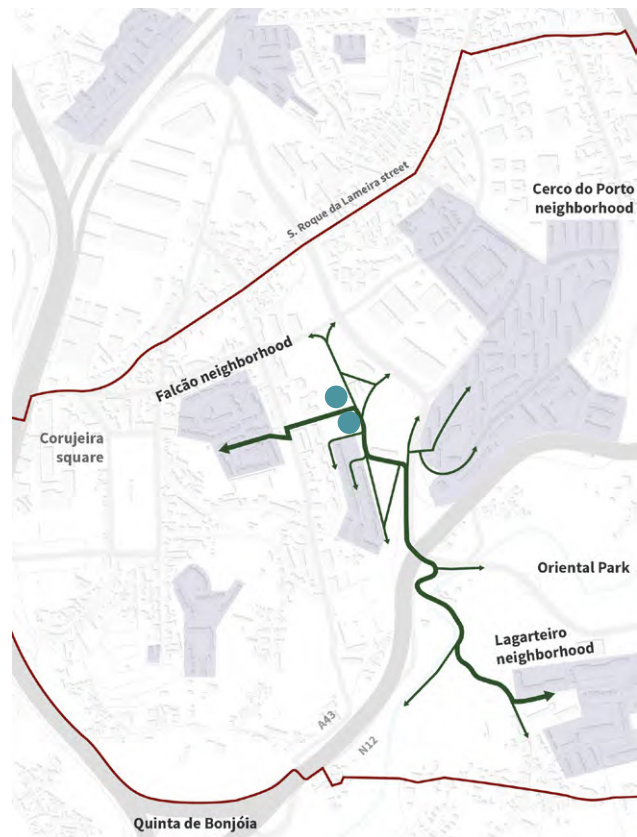 S. Roque da Lameira street
Cerco do Porto
neighborhood
Falcão neighborhood
Corujeira
square
Oriental Park
Lagarteiro
neighborhood
A43
N12
Quinta de Bonjóia